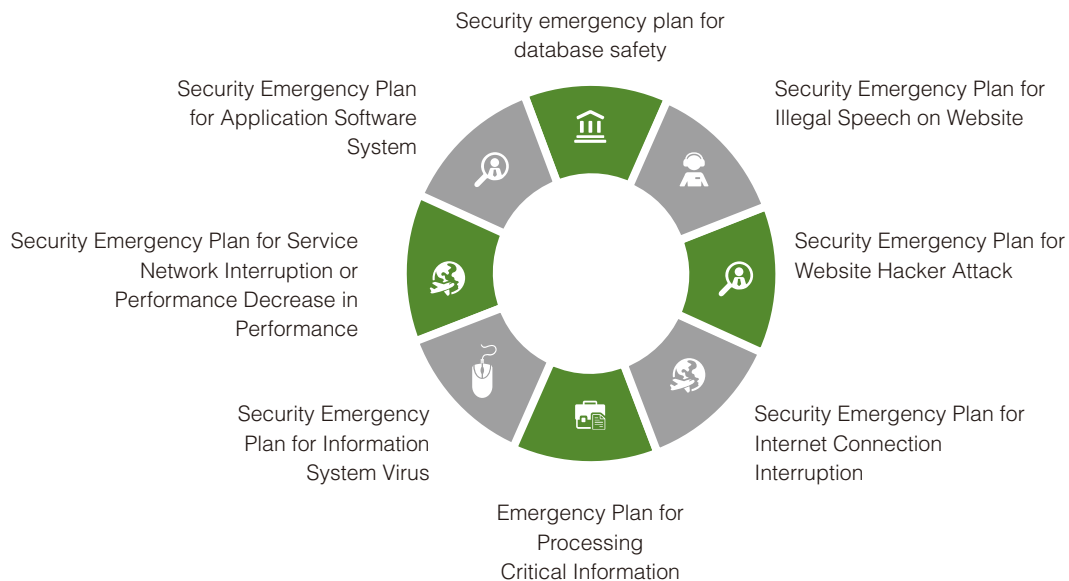 Security emergency plan for
database safety
Security Emergency Plan for
Illegal Speech on Website
Security Emergency Plan for
Website Hacker Attack
Security Emergency Plan for
Internet Connection
Interruption
Emergency Plan for
Processing
Critical Information
Security Emergency
Plan for Information
System Virus
Security Emergency Plan for Service
Network Interruption or
Performance Decrease in
Performance
Security Emergency Plan
for Application Software
System